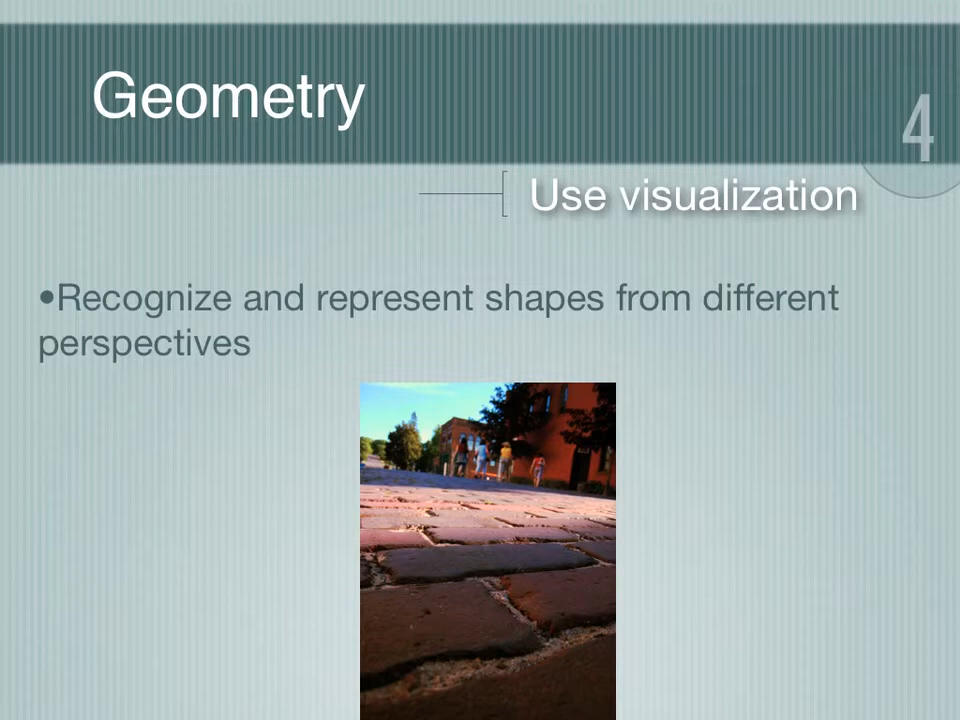 Geometry
4
Use visualization
•Recognize and represent shapes from different
perspectives